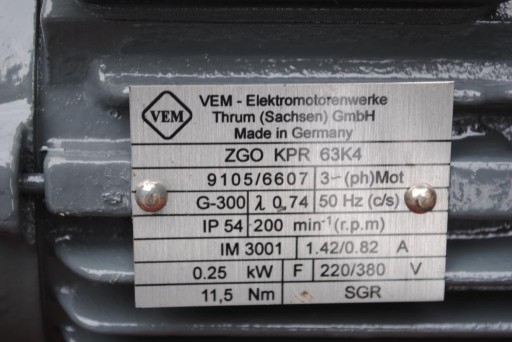 VEM
VEM - Elektromotorenwerke
Thrum (Sachsen) GmbH
Made in Germany
ZGO KPR 63K4
9105/6607 3~(ph)Mot
G-300 λ 0,74 50 Hz (c/s)
IP 54 200 min⁻¹(r.p.m)
IM 3001 1.42/0.82 A
0.25 kW F 220/380 V
11,5 Nm SGR